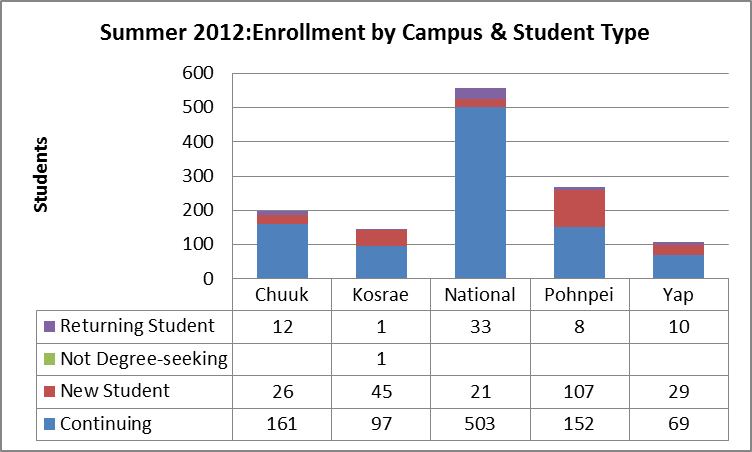 Summer 2012:Enrollment by Campus & Student Type
600
500
400
300
200
100
0
Students
Chuuk Kosrae National Pohnpei Yap
Returning Student 12 1 33 8 10
Not Degree-seeking 1
New Student 26 45 21 107 29
Continuing 161 97 503 152 69